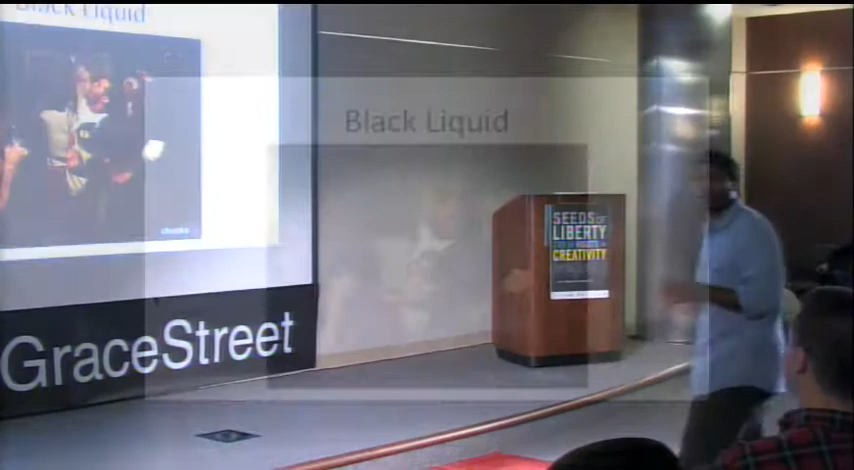 Black Liquid
Black Liquid
SEEDS OF
LIBERTY
CREATIVITY
GraceStreet